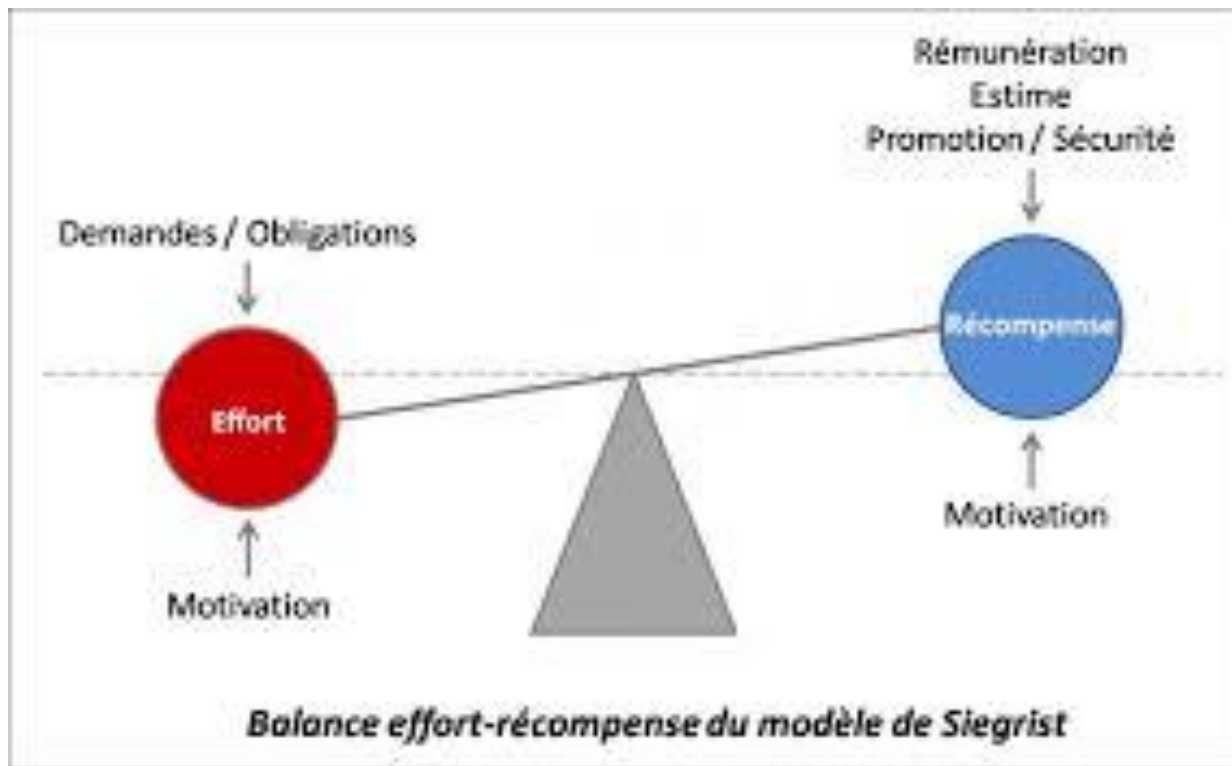 Rémunération
Estime
Promotion / Sécurité
Demandes / Obligations
Récompense
Effort
Motivation
Motivation
Balance effort-récompense du modèle de Siegrist